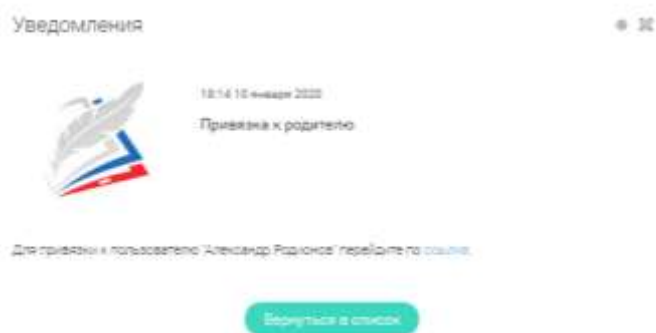 Уведомления
18:14 10 января 2020
Привязка к родителю
Для привязки к пользователю "Александр Родионов" перейдите по ссылке.
Вернуться в список